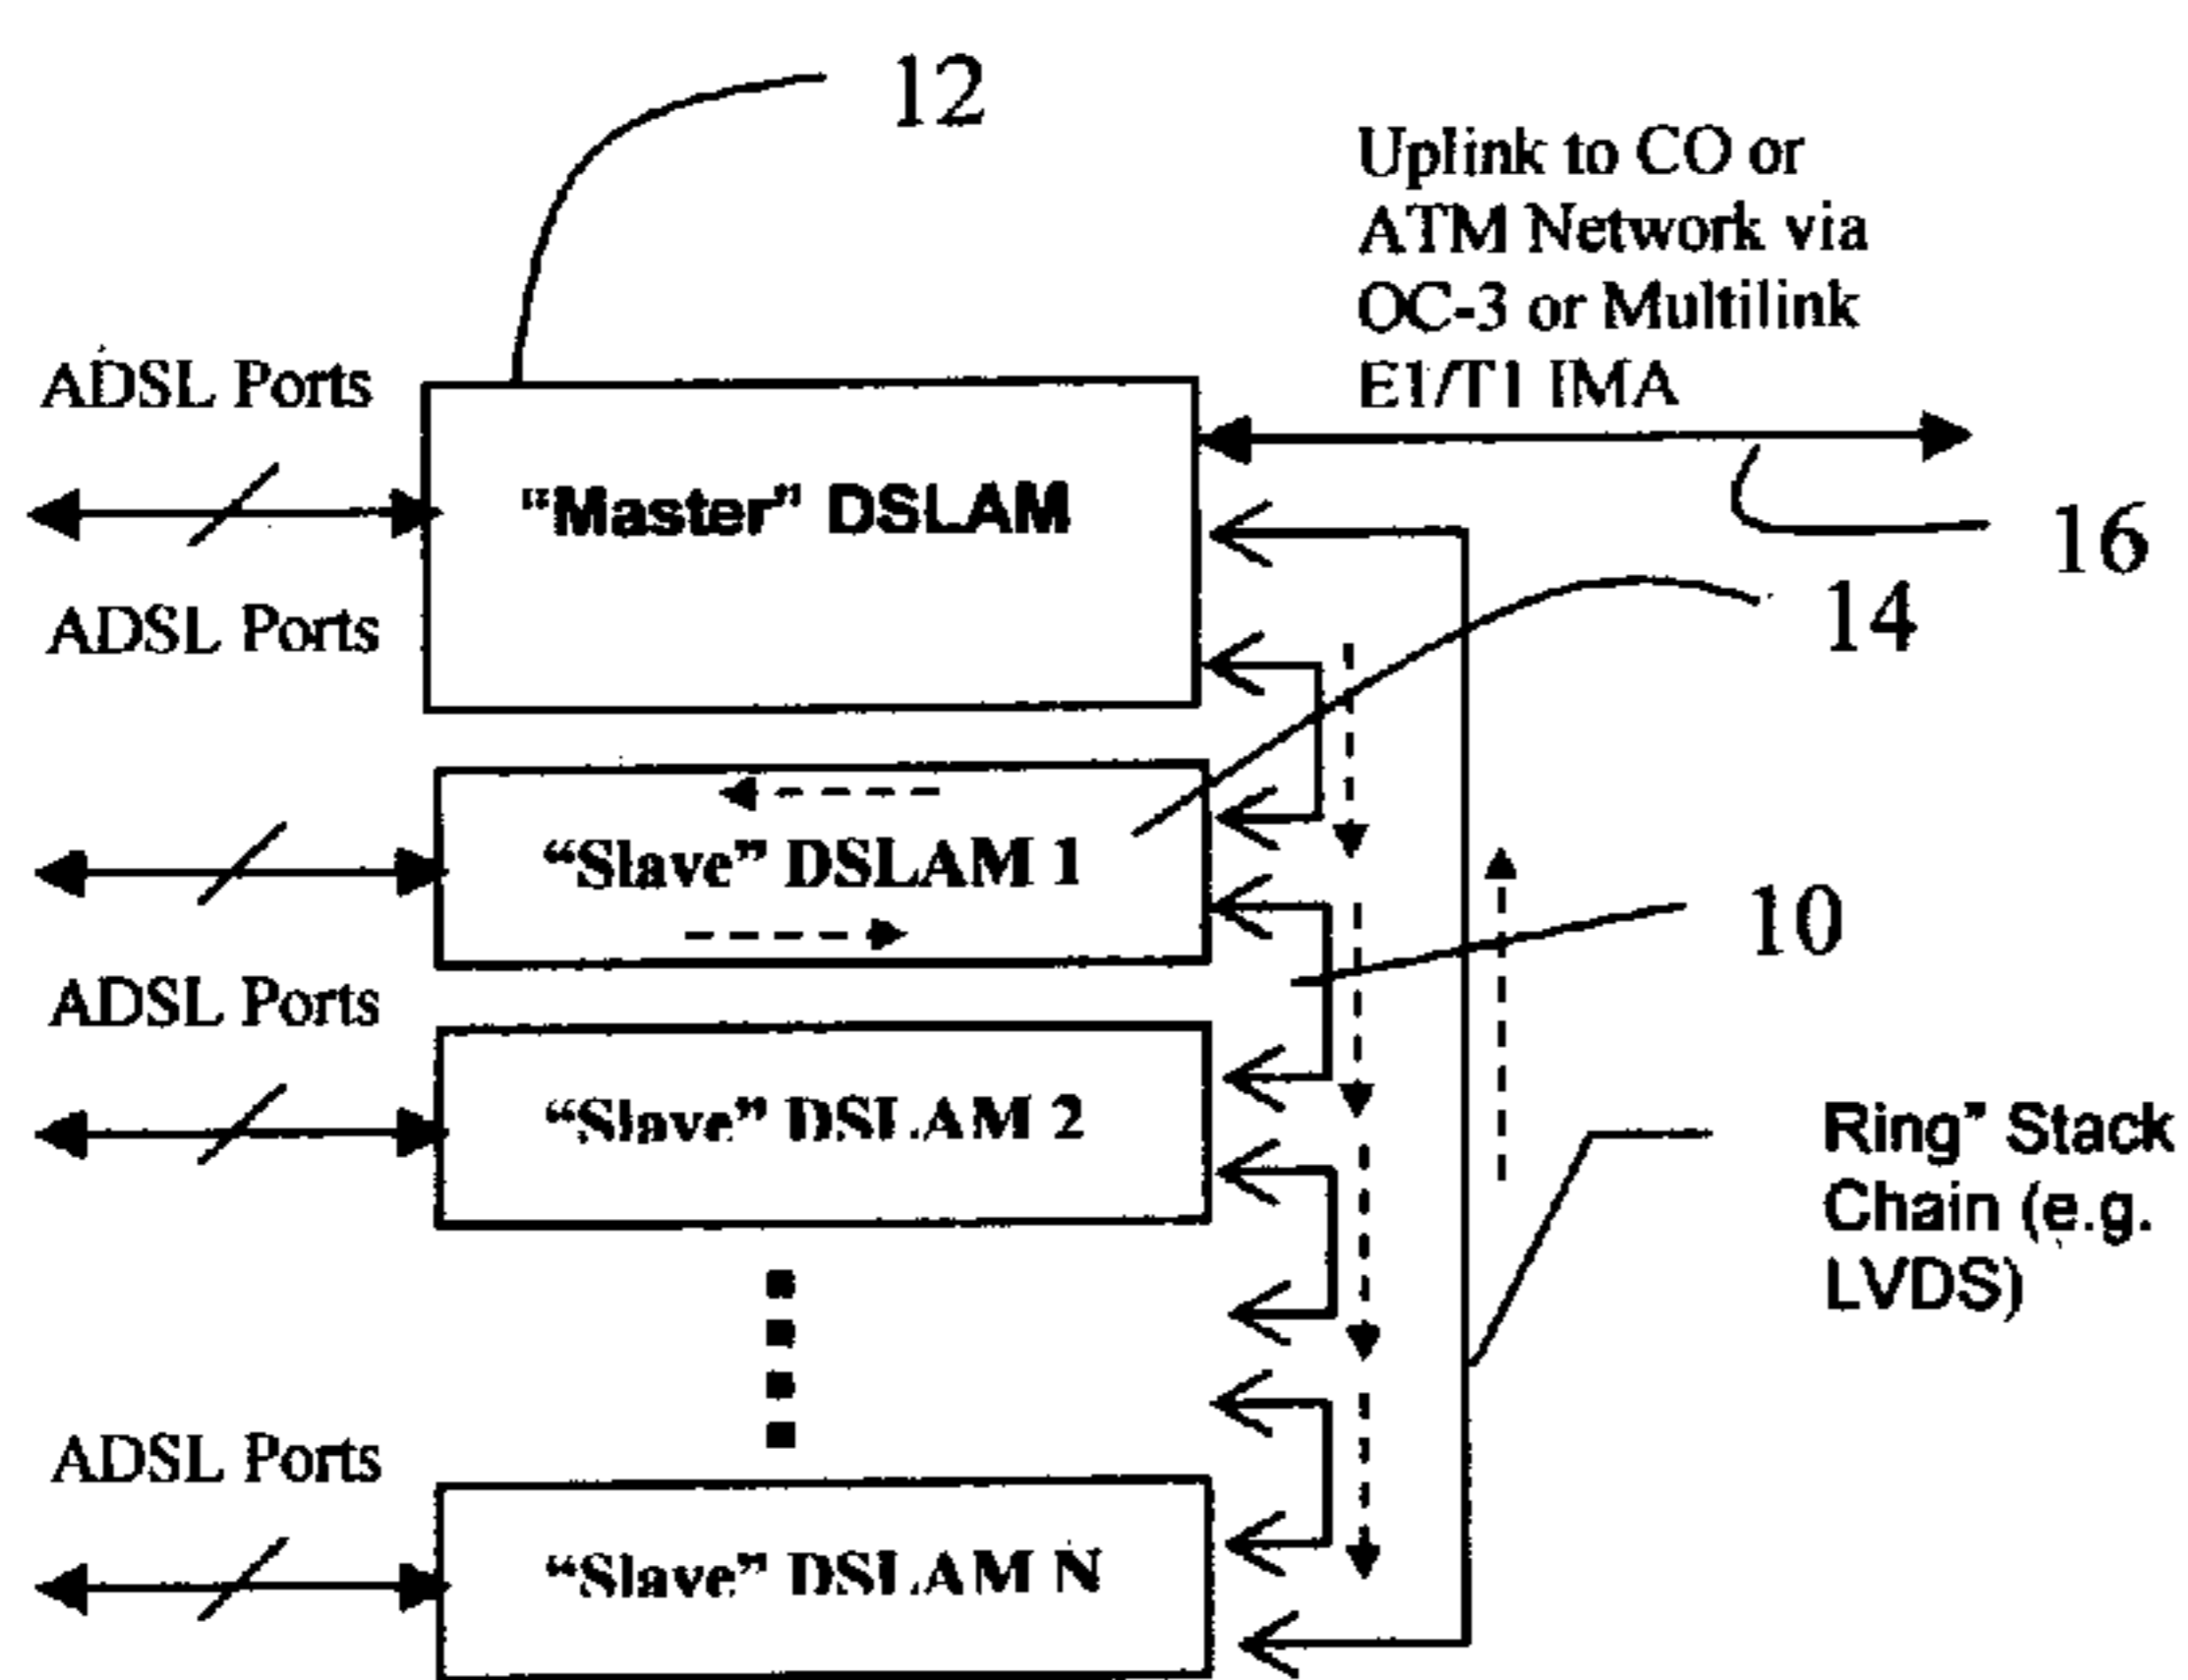 12
Uplink to CO or
ATM Network via
OC-3 or Multilink
E1/T1 IMA
ADSL Ports
“Master” DSLAM
16
14
ADSL Ports
“Slave” DSLAM 1
10
ADSL Ports
“Slave” DSLAM 2
Ring” Stack
Chain (e.g.
LVDS)
ADSL Ports
“Slave” DSLAM N